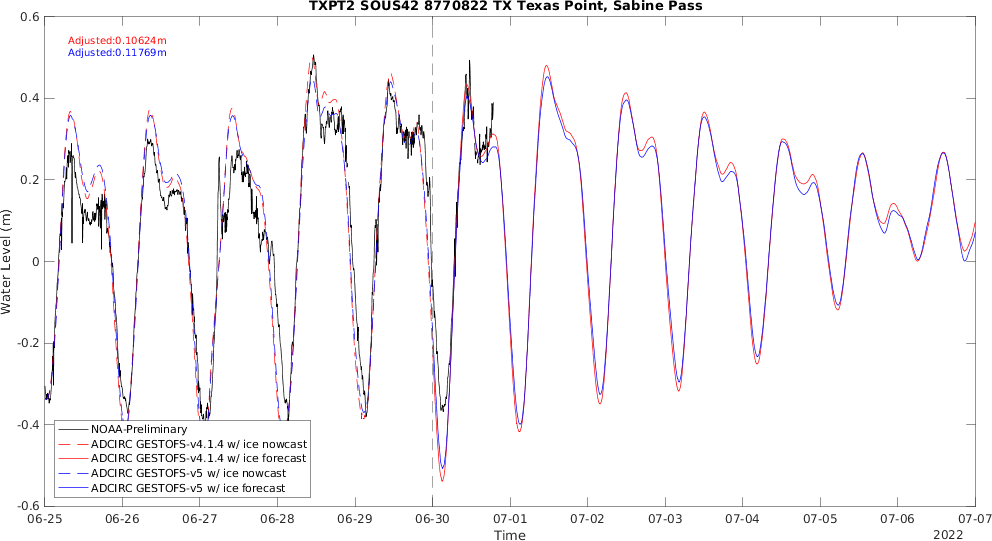 TXPT2 SOUS42 8770822 TX Texas Point, Sabine Pass
Adjusted:0.10624m
Adjusted:0.11769m
0.6
0.4
0.2
0
-0.2
-0.4
-0.6
Water Level (m)
NOAA-Preliminary
ADCIRC GESTOFS-v4.1.4 w/ ice nowcast
ADCIRC GESTOFS-v4.1.4 w/ ice forecast
ADCIRC GESTOFS-v5 w/ ice nowcast
ADCIRC GESTOFS-v5 w/ ice forecast
06-25 06-26 06-27 06-28 06-29 06-30 07-01 07-02 07-03 07-04 07-05 07-06 07-07
Time
2022